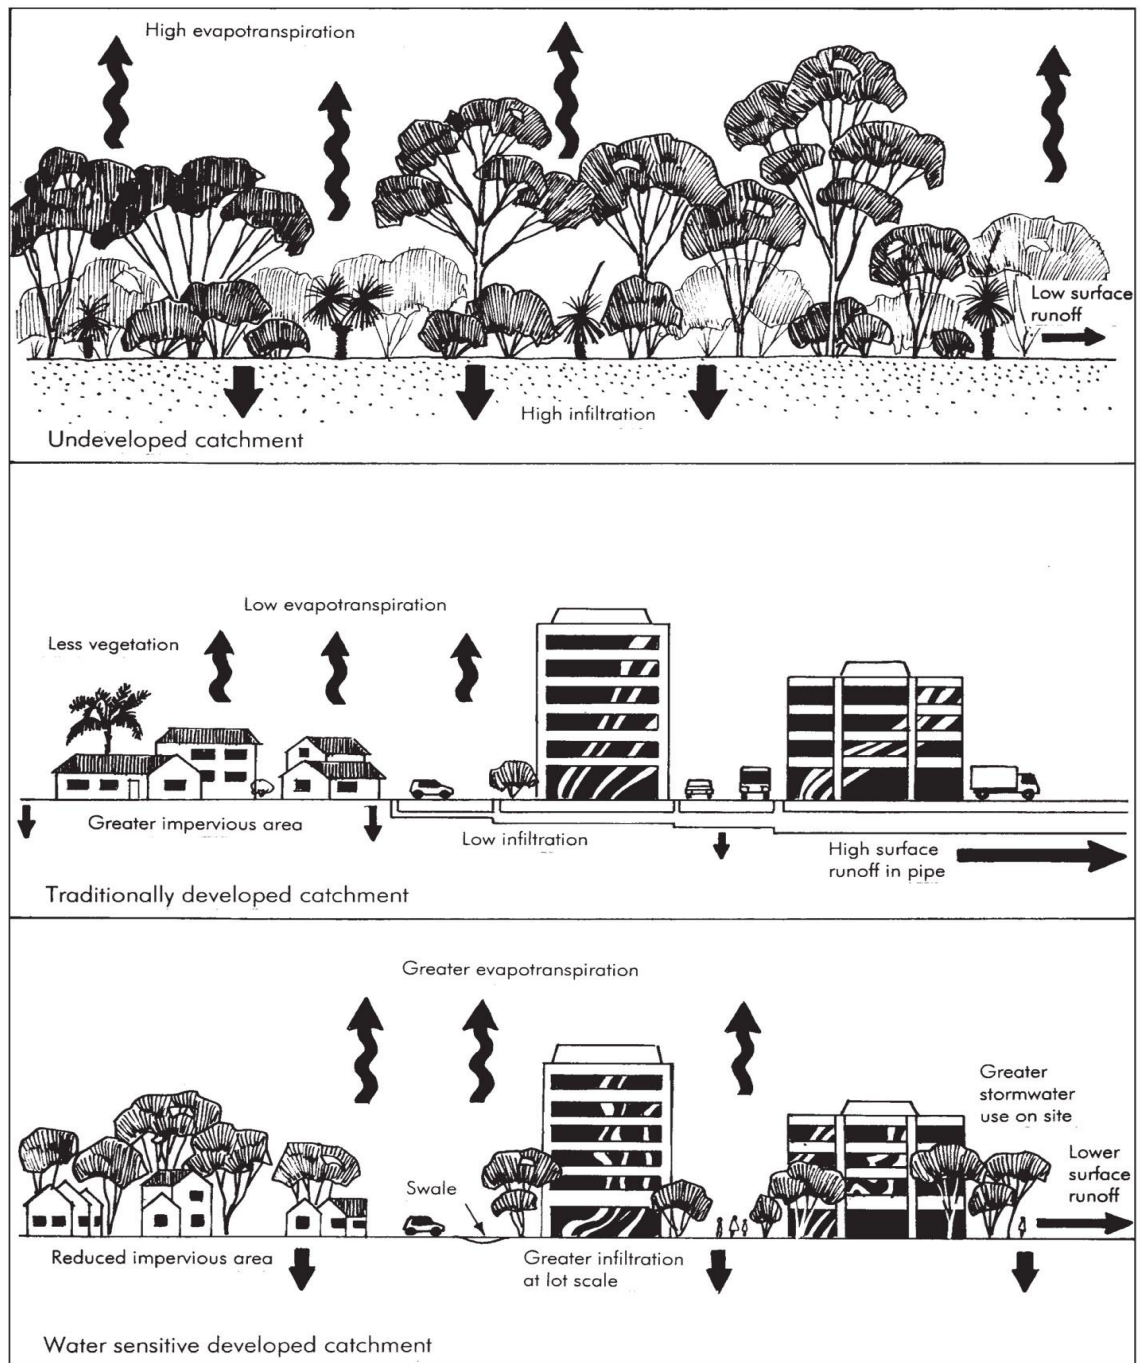 High evapotranspiration
Low surface
runoff
High infiltration
Undeveloped catchment
Low evapotranspiration
Less vegetation
Greater impervious area
Low infiltration
High surface
runoff in pipe
Traditionally developed catchment
Greater evapotranspiration
Greater
stormwater
use on site
Lower
surface
runoff
Swale
Reduced impervious area
Greater infiltration
at lot scale
Water sensitive developed catchment